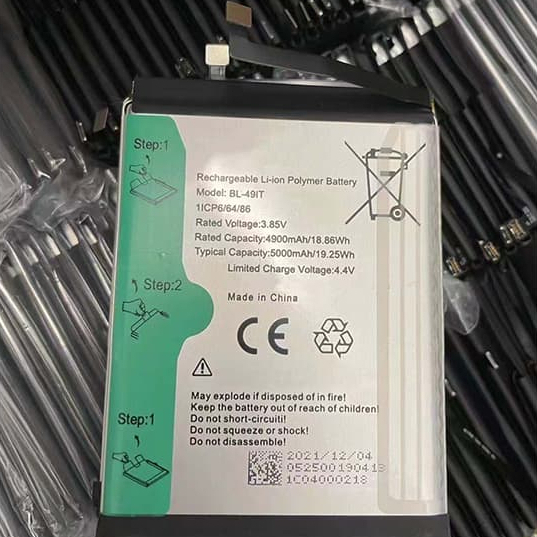 Step:1
Step:2
Step:1
Rechargeable Li-ion Polymer Battery
Model: BL-49IT
1ICP6/64/86
Rated Voltage:3.85V
Rated Capacity:4900mAh/18.86Wh
Typical Capacity:5000mAh/19.25Wh
Limited Charge Voltage:4.4V
Made in China
CE
May explode if disposed of in fire!
Keep the battery out of reach of children!
Do not short-circuiti!
Do not squeeze or shock!
Do not disassemble!
2021/12/04
052500190413
1C04000218